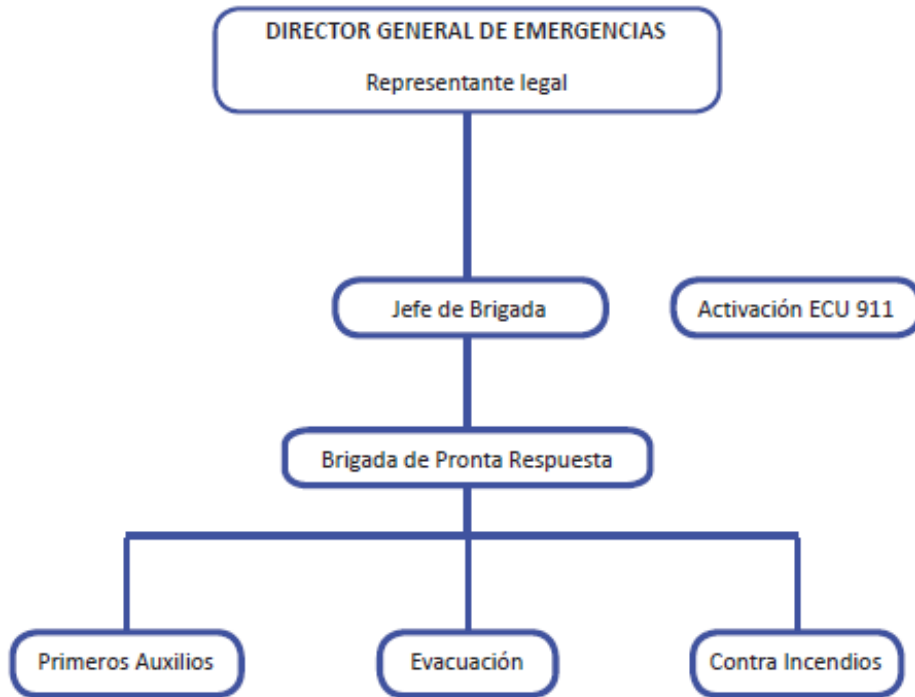 DIRECTOR GENERAL DE EMERGENCIAS
Representante legal
Jefe de Brigada
Activación ECU 911
Brigada de Pronta Respuesta
Primeros Auxilios
Evacuación
Contra Incendios